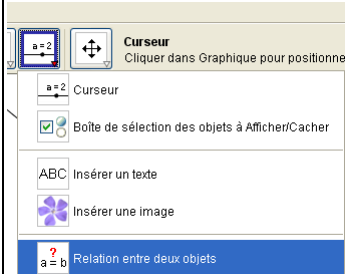 a = 2
Curseur
Cliquer dans Graphique pour positionne
a = 2 Curseur
Boîte de sélection des objets à Afficher/Cacher
ABC Insérer un texte
Insérer une image
?
a = b Relation entre deux objets